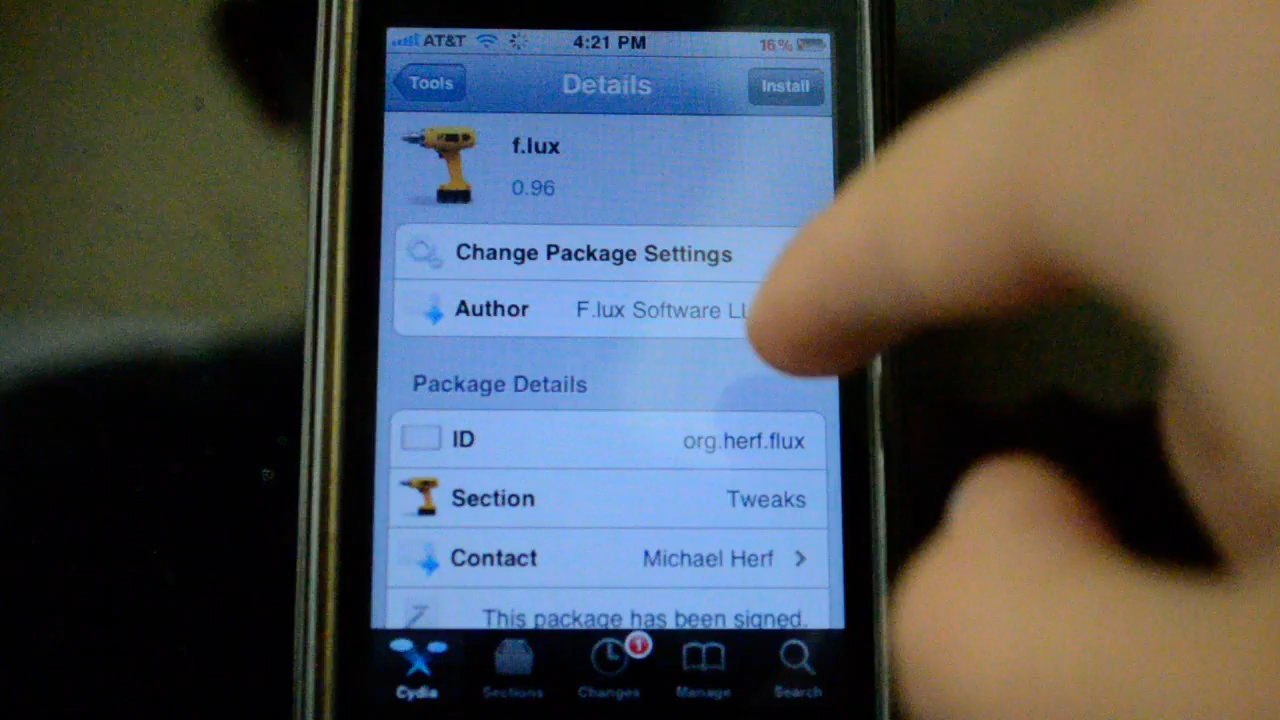 AT&T 4:21 PM 16%
Tools Details Install
f.lux
0.96
Change Package Settings
Author F.lux Software
Package Details
ID org.herf.flux
Section Tweaks
Contact Michael Herf
This package has been signed.
1
Cydia Sections Changes Manage Search